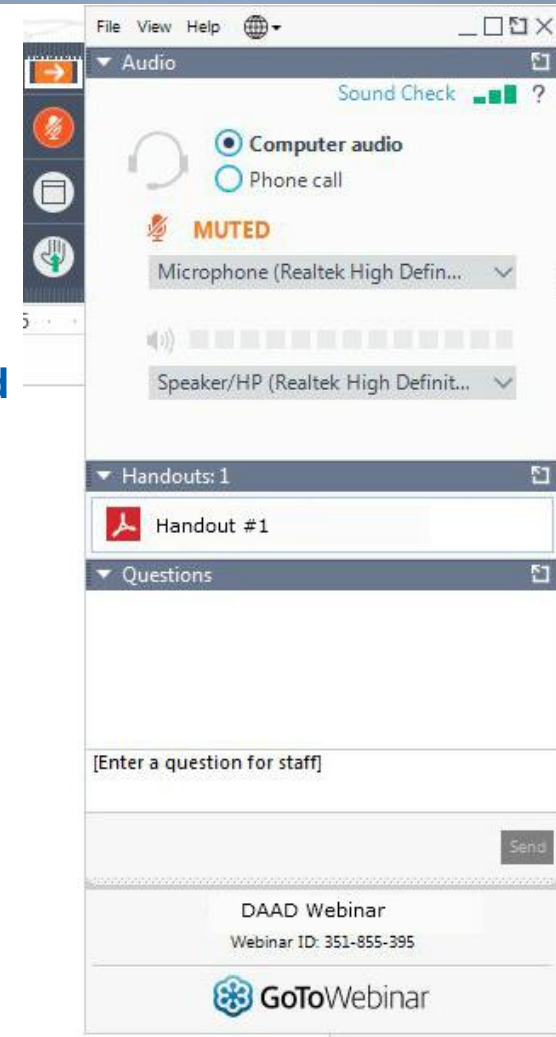 File View Help
Audio
Sound Check ?
Computer audio
Phone call
MUTED
Microphone (Realtek High Defin...
Speaker/HP (Realtek High Definit...
Handouts: 1
Handout #1
Questions
[Enter a question for staff]
Send
DAAD Webinar
Webinar ID: 351-855-395
GoToWebinar